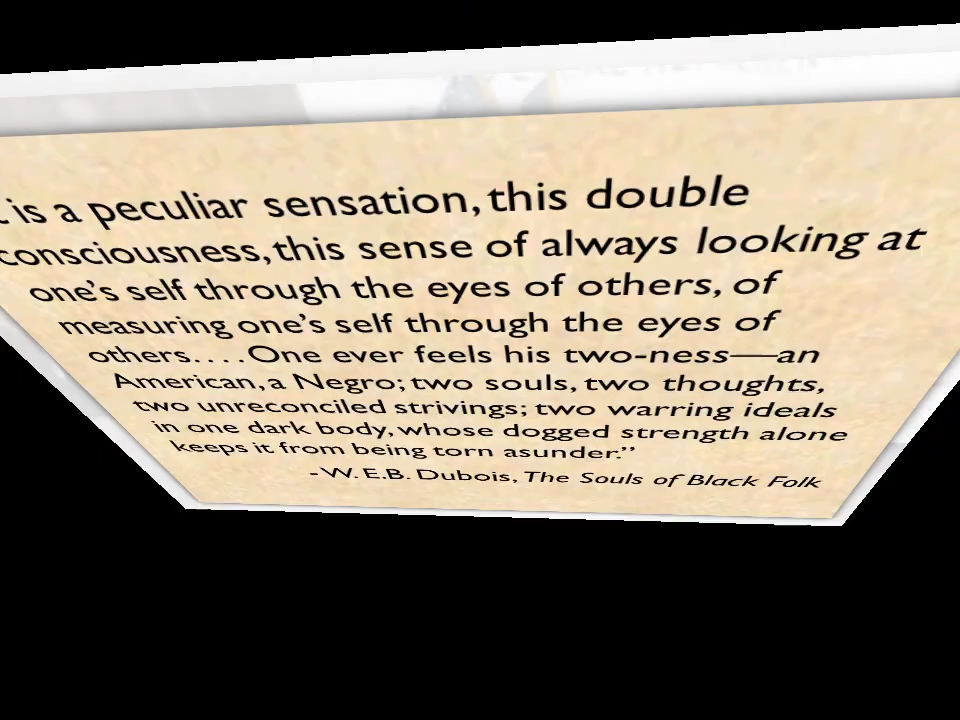 is a peculiar sensation, this double
consciousness, this sense of always looking at
one's self through the eyes of others, of
measuring one's self through the eyes of
others. . . . One ever feels his two-ness—an
American, a Negro; two souls, two thoughts,
two unreconciled strivings; two warring ideals
in one dark body, whose dogged strength alone
keeps it from being torn asunder."
-W. E.B. Dubois, The Souls of Black Folk